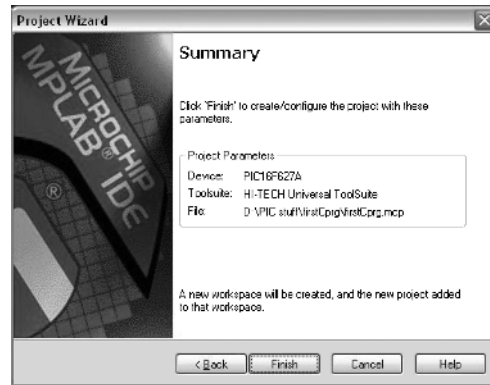 Project Wizard
MICROCHIP
MPLAB®
IDE
®
Summary
Click 'Finish' to create/configure the project with these
parameters.
Project Parameters
Device: PIC16F627A
Toolsuite: HI-TECH Universal ToolSuite
File: D:\PIC stuff\firstCprg\firstCprg.mcp
A new workspace will be created, and the new project added
to that workspace.
< Back
Finish
Cancel
Help